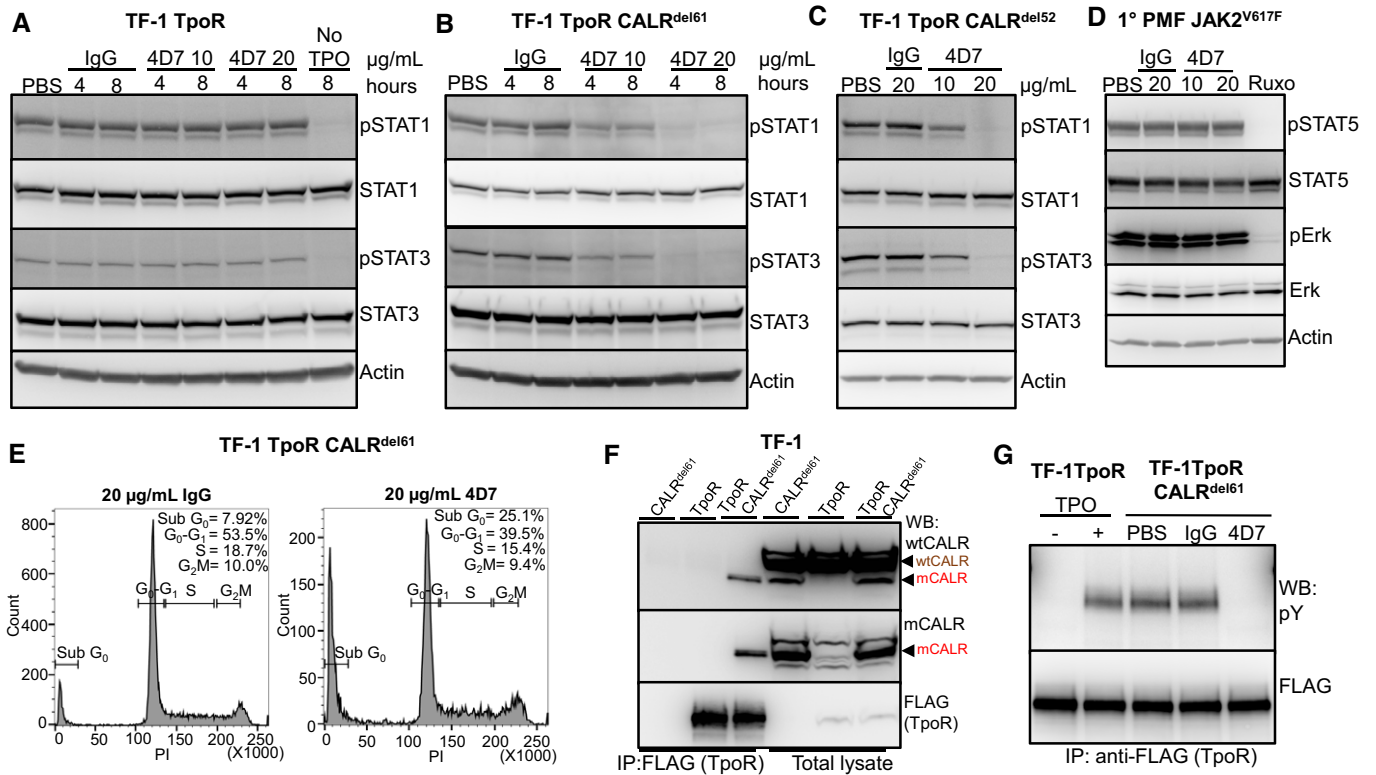 A
TF-1 TpoR
IgG 4D7 10 4D7 20 No TPO µg/mL
PBS 4 8 4 8 4 8 8 hours
pSTAT1
STAT1
pSTAT3
STAT3
Actin
B
TF-1 TpoR CALRdel61
IgG 4D7 10 4D7 20 µg/mL
PBS 4 8 4 8 4 8 hours
pSTAT1
STAT1
pSTAT3
STAT3
Actin
C
TF-1 TpoR CALRdel52
IgG 4D7
PBS 20 10 20 µg/mL
pSTAT1
STAT1
pSTAT3
STAT3
Actin
D
1° PMF JAK2V617F
IgG 4D7
PBS 20 10 20 Ruxo
pSTAT5
STAT5
pErk
Erk
Actin
E
TF-1 TpoR CALRdel61
20 µg/mL IgG
Sub G0= 7.92%
G0-G1= 53.5%
S = 18.7%
G2M= 10.0%
G0-G1 S G2M
Sub G0
Count
800
600
400
200
0
0 50 100 150 200 250
PI (X1000)
20 µg/mL 4D7
Sub G0= 25.1%
G0-G1= 39.5%
S = 15.4%
G2M= 9.4%
G0-G1 S G2M
Sub G0
Count
200
150
100
50
0
0 50 100 150 200 250
PI (X1000)
F
TF-1
CALRdel61
TpoR
TpoR CALRdel61
CALRdel61
TpoR
TpoR CALRdel61
WB:
wtCALR
wtCALR
mCALR
mCALR
mCALR
FLAG
(TpoR)
IP:FLAG (TpoR) Total lysate
G
TF-1TpoR
TF-1TpoR
CALRdel61
TPO
- + PBS IgG 4D7
WB:
pY
FLAG
IP: anti-FLAG (TpoR)